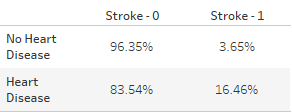 Stroke - 0 Stroke - 1
No Heart
Disease 96.35% 3.65%
Heart
Disease 83.54% 16.46%